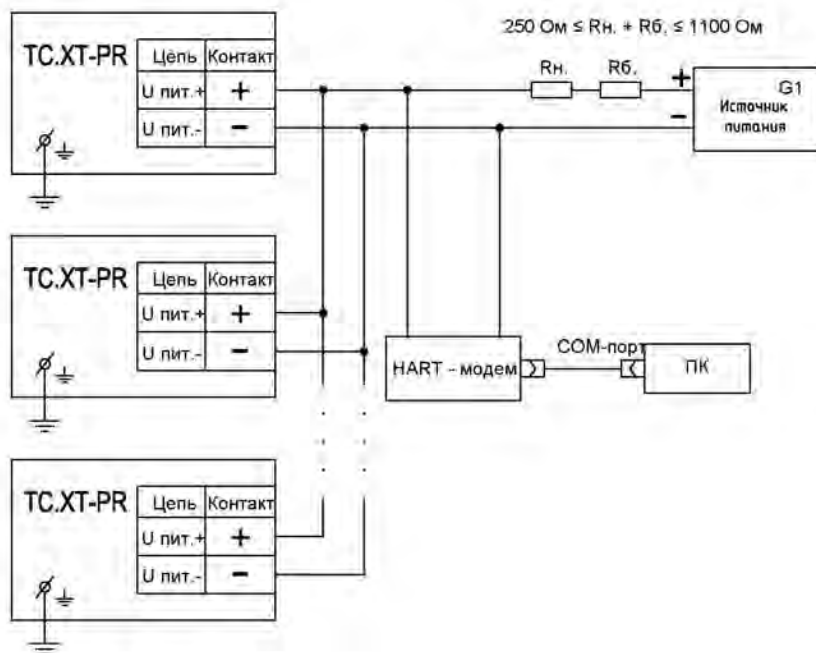 250 Ом ≤ Rн. + Rб. ≤ 1100 Ом
TC.XT-PR
Цепь Контакт
U пит.+ +
U пит.- −
Rн. Rб.
+
−
G1
Источник
питания
TC.XT-PR
Цепь Контакт
U пит.+ +
U пит.- −
HART - модем
COM-порт
ПК
TC.XT-PR
Цепь Контакт
U пит.+ +
U пит.- −